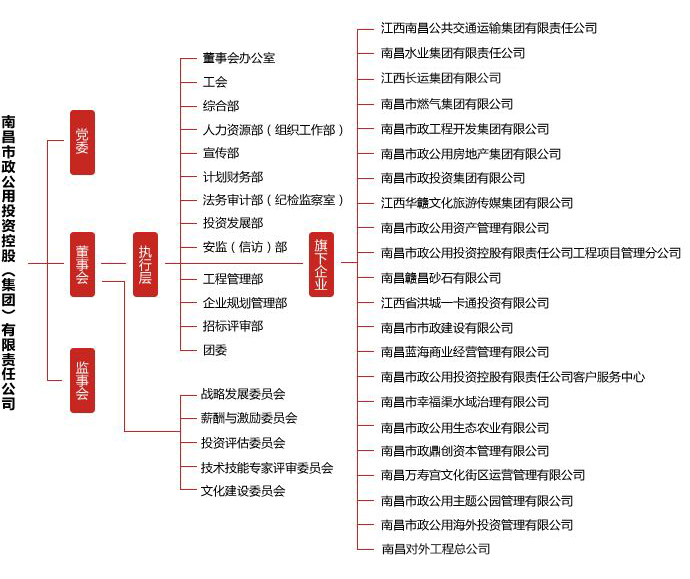 南昌市政公用投资控股（集团）有限责任公司
党委
董事会
监事会
执行层
董事会办公室
工会
综合部
人力资源部（组织工作部）
宣传部
计划财务部
法务审计部（纪检监察室）
投资发展部
安监（信访）部
工程管理部
企业规划管理部
招标评审部
团委
战略发展委员会
薪酬与激励委员会
投资评估委员会
技术技能专家评审委员会
文化建设委员会
旗下企业
江西南昌公共交通运输集团有限责任公司
南昌水业集团有限责任公司
江西长运集团有限公司
南昌市燃气集团有限公司
南昌市政工程开发集团有限公司
南昌市政公用房地产集团有限公司
南昌市政投资集团有限公司
江西华赣文化旅游传媒集团有限公司
南昌市政公用资产管理有限公司
南昌市政公用投资控股有限责任公司工程项目管理分公司
南昌赣昌砂石有限公司
江西省洪城一卡通投资有限公司
南昌市市政建设有限公司
南昌蓝海商业经营管理有限公司
南昌市政公用投资控股有限责任公司客户服务中心
南昌市幸福渠水域治理有限公司
南昌市政公用生态农业有限公司
南昌市政鼎创资本管理有限公司
南昌万寿宫文化街区运营管理有限公司
南昌市政公用主题公园管理有限公司
南昌市政公用海外投资管理有限公司
南昌对外工程总公司